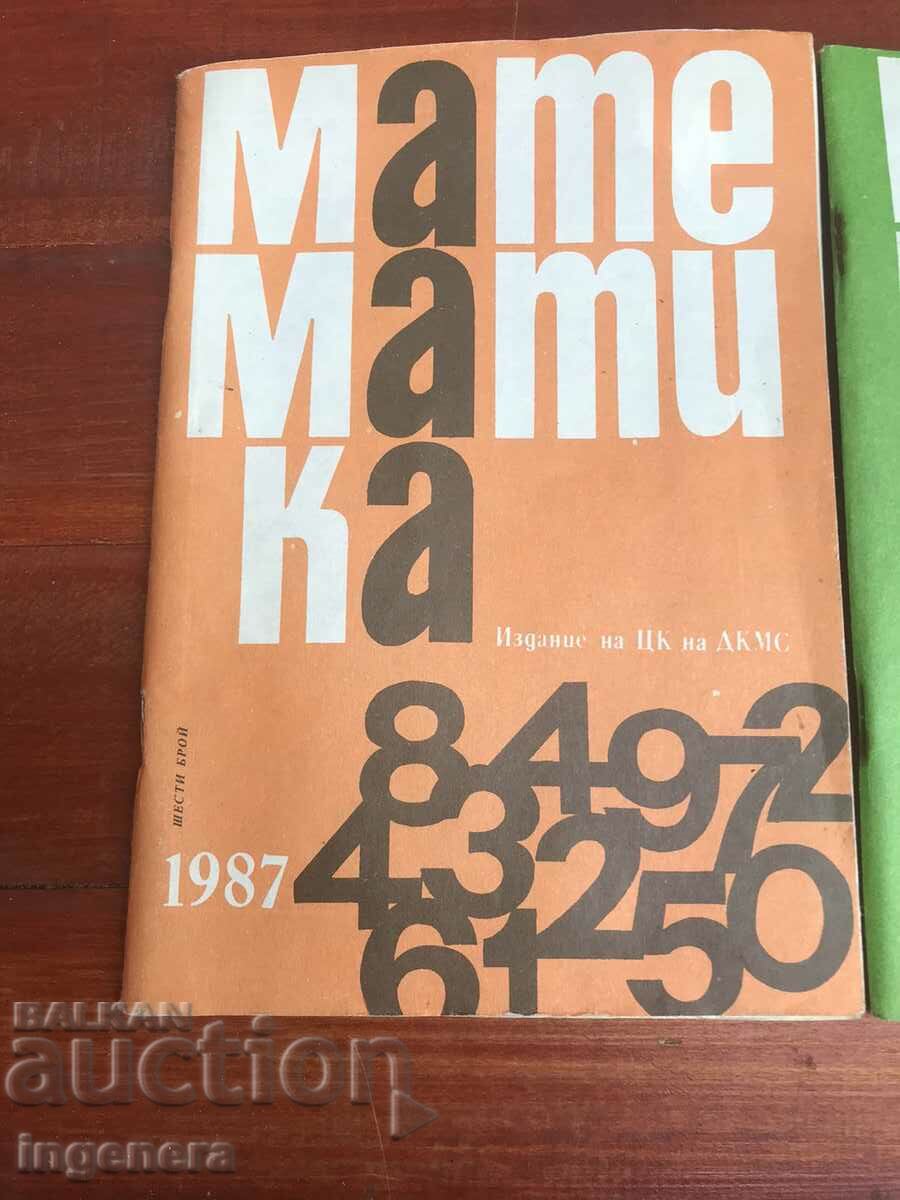 мате
мати
ка
Издание на ЦК на ДКМС
ШЕСТИ БРОЙ
1987
8 4 9 7 2
4 3 2 7 0
6 1 5
BALKAN
auction
ingenera